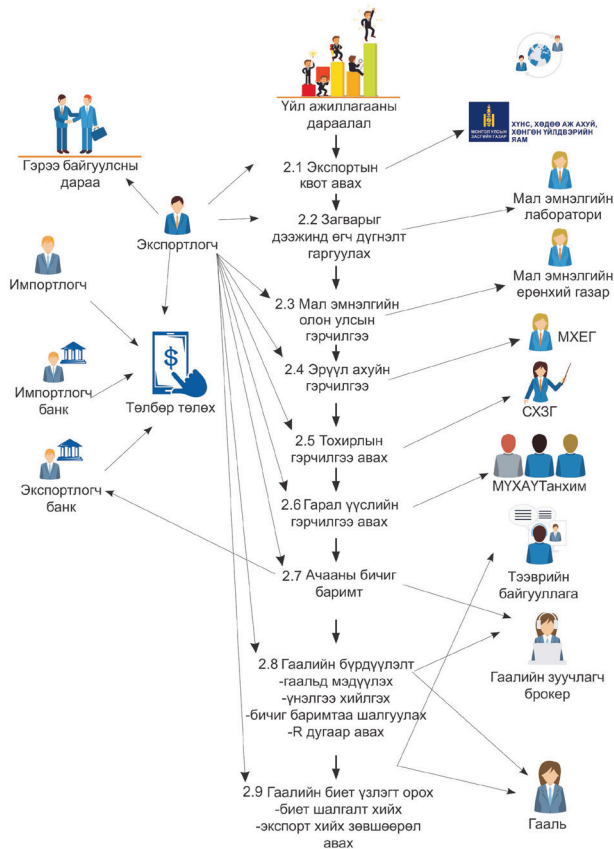 Үйл ажиллагааны
дараалал
МОНГОЛ УЛСЫН
ЗАСГИЙН ГАЗАР
ХҮНС, ХӨДӨӨ АЖ АХУЙ,
ХӨНГӨН ҮЙЛДВЭРИЙН
ЯАМ
Гэрээ байгуулсны
дараа
2.1 Экспортын
квот авах
Экспортлогч
2.2 Загварыг
дээжинд өгч дүгнэлт
гаргуулах
Мал эмнэлгийн
лаборатори
Импортлогч
2.3 Мал эмнэлгийн
олон улсын
гэрчилгээ
Мал эмнэлгийн
ерөнхий газар
$
2.4 Эрүүл ахуйн
гэрчилгээ
МХЕГ
Импортлогч
банк
Төлбөр төлөх
2.5 Тохирлын
гэрчилгээ авах
СХЗГ
Экспортлогч
банк
2.6 Гарал үүслийн
гэрчилгээ авах
МҮХАҮТанхим
2.7 Ачааны бичиг
баримт
Тээврийн
байгууллага
2.8 Гаалийн бүрдүүлэлт
-гаальд мэдүүлэх
-үнэлгээ хийлгэх
-бичиг баримтаа шалгуулах
-R дугаар авах
Гаалийн зуучлагч
брокер
2.9 Гаалийн биет үзлэгт орох
-биет шалгалт хийх
-экспорт хийх зөвшөөрөл
авах
Гааль